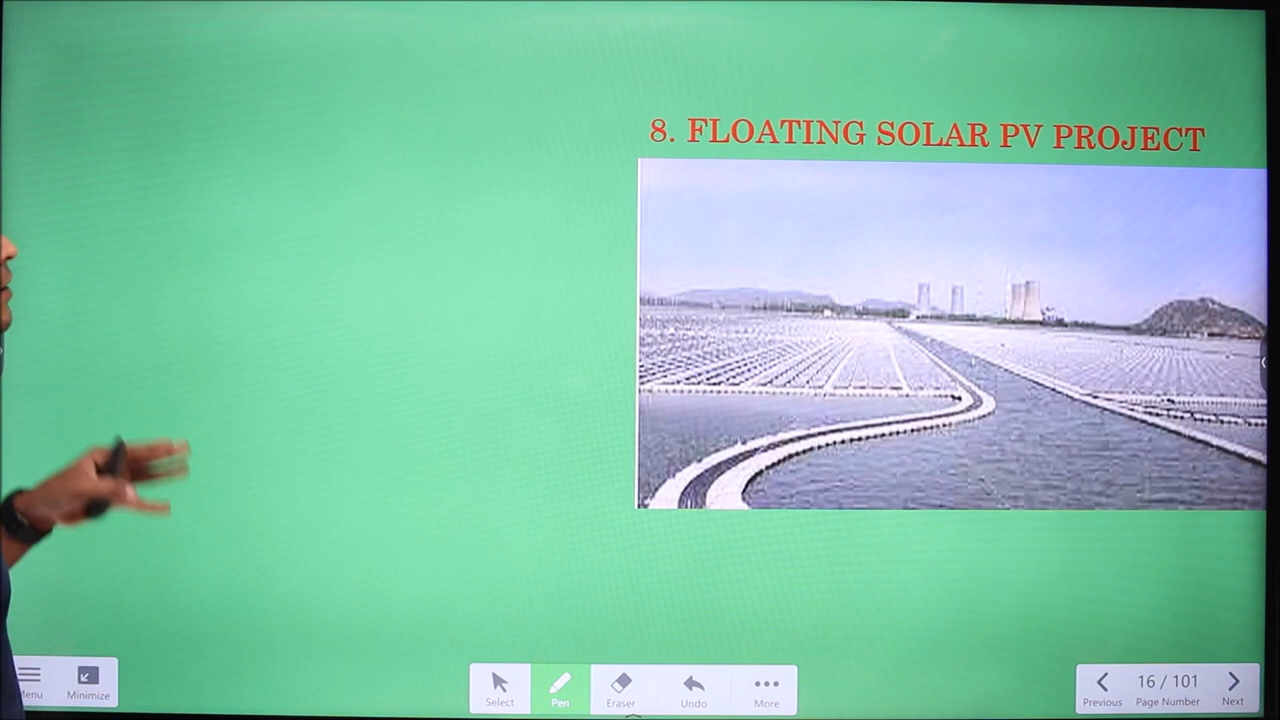 8. FLOATING SOLAR PV PROJECT
Menu
Minimize
Select
Pen
Eraser
Undo
More
16 / 101
Previous
Page Number
Next